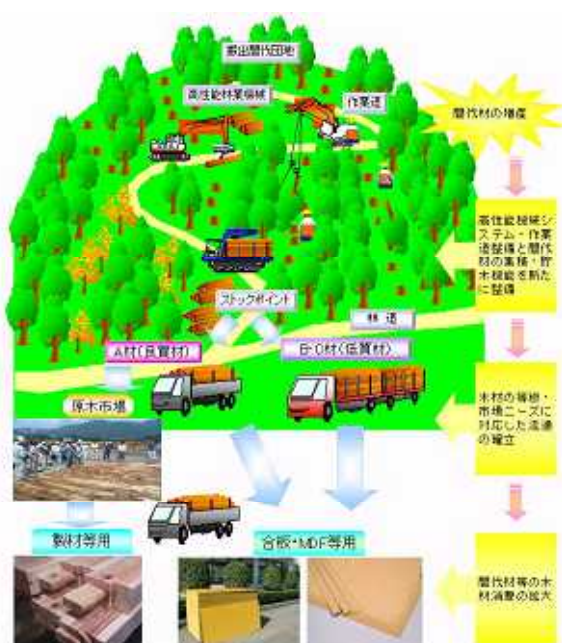 搬出間伐団地
高性能林業機械
作業道
間伐材の増産
高性能機械シ
ステム・作業
道整備と間伐
材の集積・貯
木機能を新た
に整備
ストックポイント
林道
A材(良質材)
B・C材(低質材)
原木市場
木材の等級・
市場ニーズに
対応した流通
の確立
製材等用
合板・MDF等用
間伐材等の木
材消費の拡大